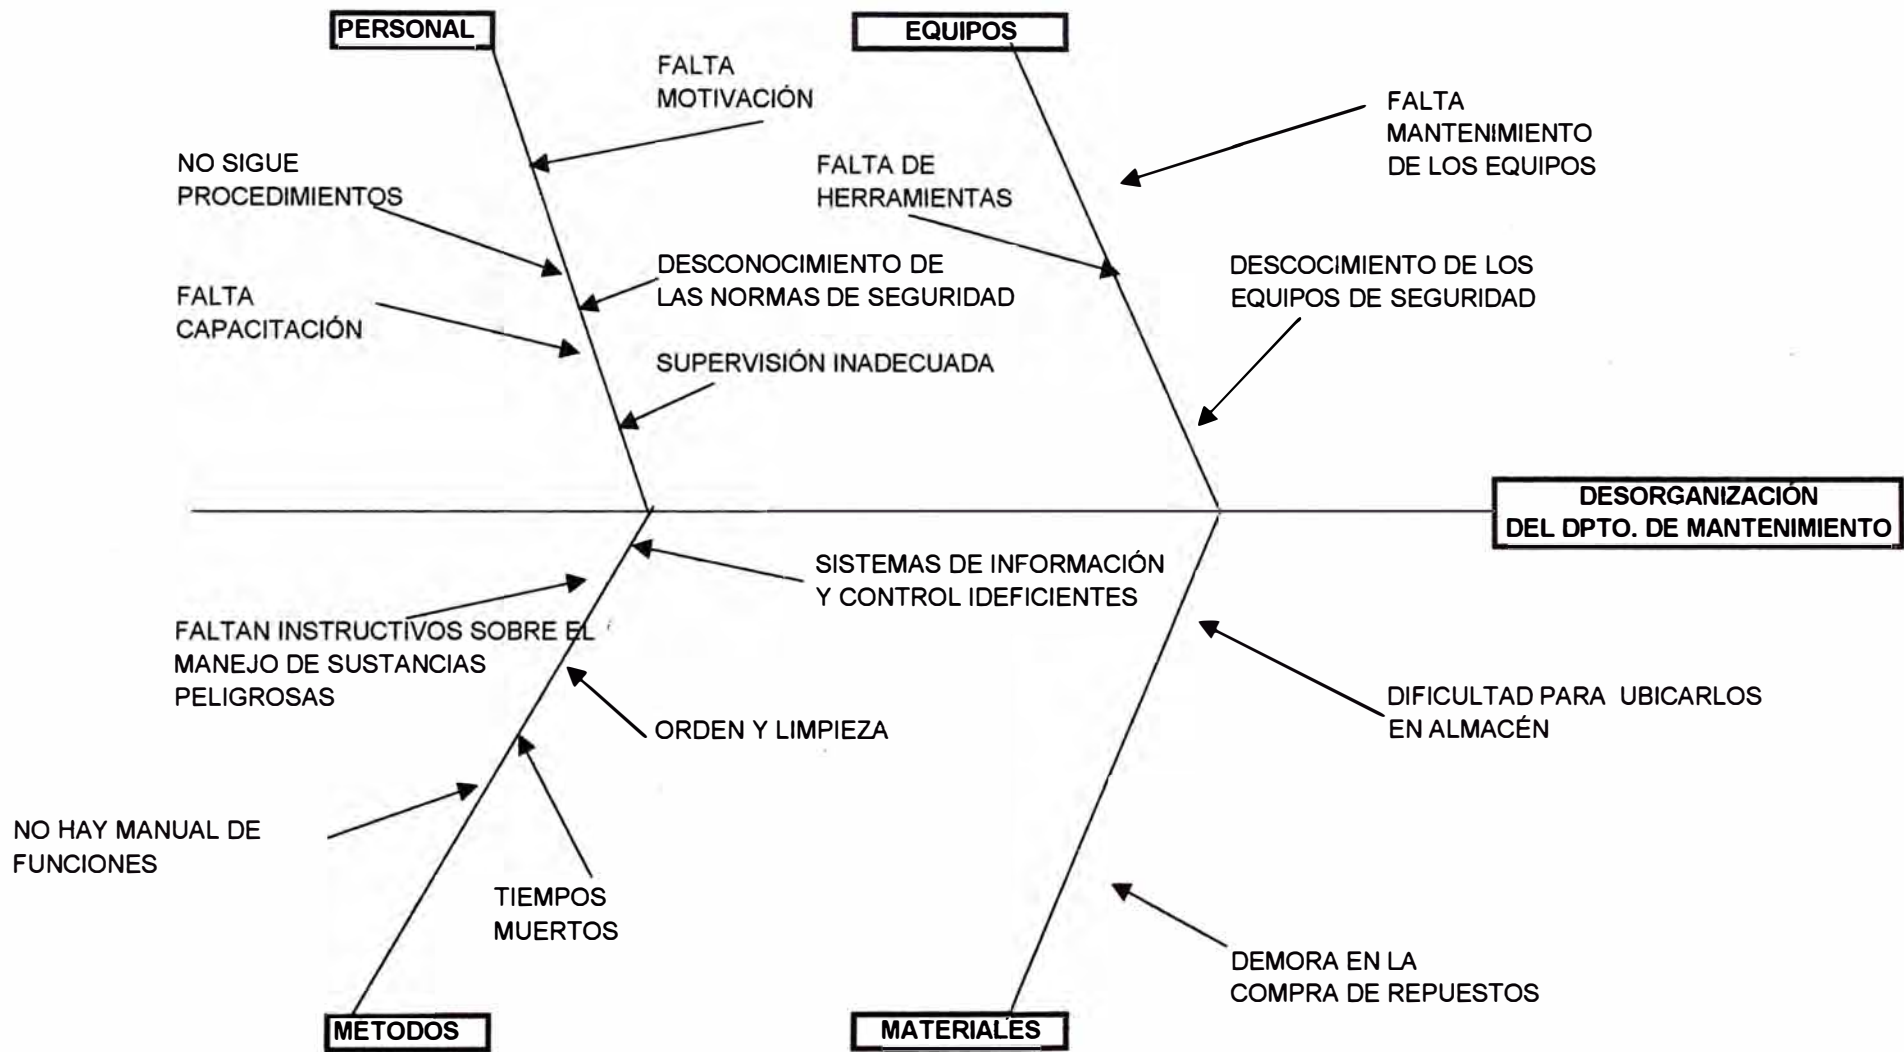 PERSONAL
EQUIPOS
FALTA
MOTIVACIÓN
FALTA
MANTENIMIENTO
DE LOS EQUIPOS
NO SIGUE
PROCEDIMIENTOS
FALTA DE
HERRAMIENTAS
DESCONOCIMIENTO DE
LAS NORMAS DE SEGURIDAD
DESCOCIMIENTO DE LOS
EQUIPOS DE SEGURIDAD
FALTA
CAPACITACIÓN
SUPERVISIÓN INADECUADA
DESORGANIZACIÓN
DEL DPTO. DE MANTENIMIENTO
SISTEMAS DE INFORMACIÓN
Y CONTROL IDEFICIENTES
FALTAN INSTRUCTIVOS SOBRE EL
MANEJO DE SUSTANCIAS
PELIGROSAS
DIFICULTAD PARA UBICARLOS
EN ALMACÉN
ORDEN Y LIMPIEZA
NO HAY MANUAL DE
FUNCIONES
TIEMPOS
MUERTOS
DEMORA EN LA
COMPRA DE REPUESTOS
METODOS
MATERIALES